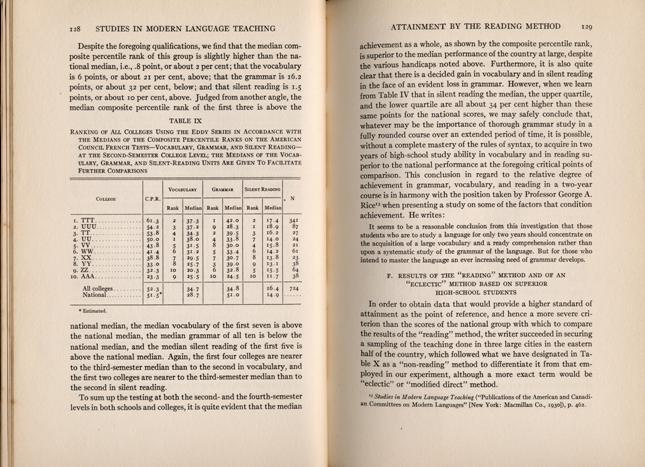 128 STUDIES IN MODERN LANGUAGE TEACHING
Despite the foregoing qualifications, we find that the median com-
posite percentile rank of this group is slightly higher than the na-
tional median, i.e., .8 point, or about 2 per cent; that the vocabulary
is 6 points, or about 21 per cent, above; that the grammar is 16.2
points, or about 32 per cent, below; and that silent reading is 1.5
points, or about 10 per cent, above. Judged from another angle, the
median composite percentile rank of the first three is above the
TABLE IX
RANKING OF ALL COLLEGES USING THE EDDY SERIES IN ACCORDANCE WITH
THE MEDIANS OF THE COMPOSITE PERCENTILE RANKS ON THE AMERICAN
COUNCIL FRENCH TESTS—VOCABULARY, GRAMMAR, AND SILENT READING—
AT THE SECOND-SEMESTER COLLEGE LEVEL; THE MEDIANS OF THE VOCAB-
ULARY, GRAMMAR, AND SILENT-READING UNITS ARE GIVEN TO FACILITATE
FURTHER COMPARISONS
COLLEGE C.P.R. VOCABULARY GRAMMAR SILENT READING N
Rank Median Rank Median Rank Median
1. TTT 61.3 2 37.3 1 42.0 2 17.4 341
2. UUU 54.2 3 37.2 9 28.3 1 18.9 87
3. TT 53.8 4 34.3 2 39.5 3 16.2 27
4. UU 50.0 1 38.0 4 33.8 7 14.0 24
5. VV 43.8 5 31.5 8 30.0 4 15.8 21
6. WW 41.4 6 31.2 5 33.4 6 14.2 61
7. XX 38.8 7 29.5 7 30.7 8 13.8 23
8. YY 33.0 8 25.7 3 39.0 9 13.1 38
9. ZZ 32.3 10 20.3 6 32.8 5 15.5 64
10. AAA 23.3 9 25.5 10 24.5 10 11.7 38
All colleges 52.3 34.7 34.8 16.4 724
National 51.5* 28.7 51.0 14.9
* Estimated.
national median, the median vocabulary of the first seven is above
the national median, the grammar median of all ten is below the
national median, and the median silent reading of the first five is
above the national median. Again, the first four colleges are nearer
to the third-semester median than to the second in vocabulary, and
the first two colleges are nearer to the third-semester median than to
the second in silent reading.
To sum up the testing at both the second- and the fourth-semester
levels in both schools and colleges, it is quite evident that the median
ATTAINMENT BY THE READING METHOD 129
achievement as a whole, as shown by the composite percentile rank,
is superior to the median performance of the country at large, despite
the various handicaps noted above. Furthermore, it is also quite
clear that there is a decided gain in vocabulary and in silent reading
in the face of an evident loss in grammar. However, when we learn
from Table IV that in silent reading the median, the upper quartile,
and the lower quartile are all about 34 per cent higher than these
same points for the national scores, we may safely conclude that,
whatever may be the importance of thorough grammar study in a
fully rounded course over an extended period of time, it is possible,
without a complete mastery of the rules of syntax, to acquire in two
years of high-school study ability in vocabulary and in reading su-
perior to the national attainment at the foregoing critical points of
comparison. This conclusion in regard to the relative degree of
achievement in grammar, vocabulary, and reading in a two-year
course is in harmony with the position taken by Professor George A.
Rice¹² when presenting a study on some of the factors that condition
achievement. He writes:
It seems to be a reasonable conclusion from this investigation that those
students who are to study a language for only two years should concentrate on
the acquisition of a large vocabulary and a ready comprehension rather than
upon a systematic study of the grammar of the language. But for those who
intend to master the language an ever increasing need of grammar develops.
F. RESULTS OF THE "READING" METHOD AND OF AN
"ECLECTIC" METHOD BASED ON SUPERIOR
HIGH-SCHOOL STUDENTS
In order to obtain data that would provide a higher standard of
attainment as the point of reference, and hence a more severe cri-
terion than the scores of the national group with which to compare
the results of the "reading" method, the writer succeeded in securing
a sampling of the teaching done in three large cities in the eastern
half of the country, which followed what we have designated in Ta-
ble X as a "non-reading" method to differentiate it from that em-
ployed in our experiment, although a more exact term would be
"eclectic" or "modified direct" method.
¹² Studies in Modern Language Teaching ("Publications of the American and Canadi-
an Committees on Modern Languages" [New York: Macmillan Co., 1930]), p. 462.